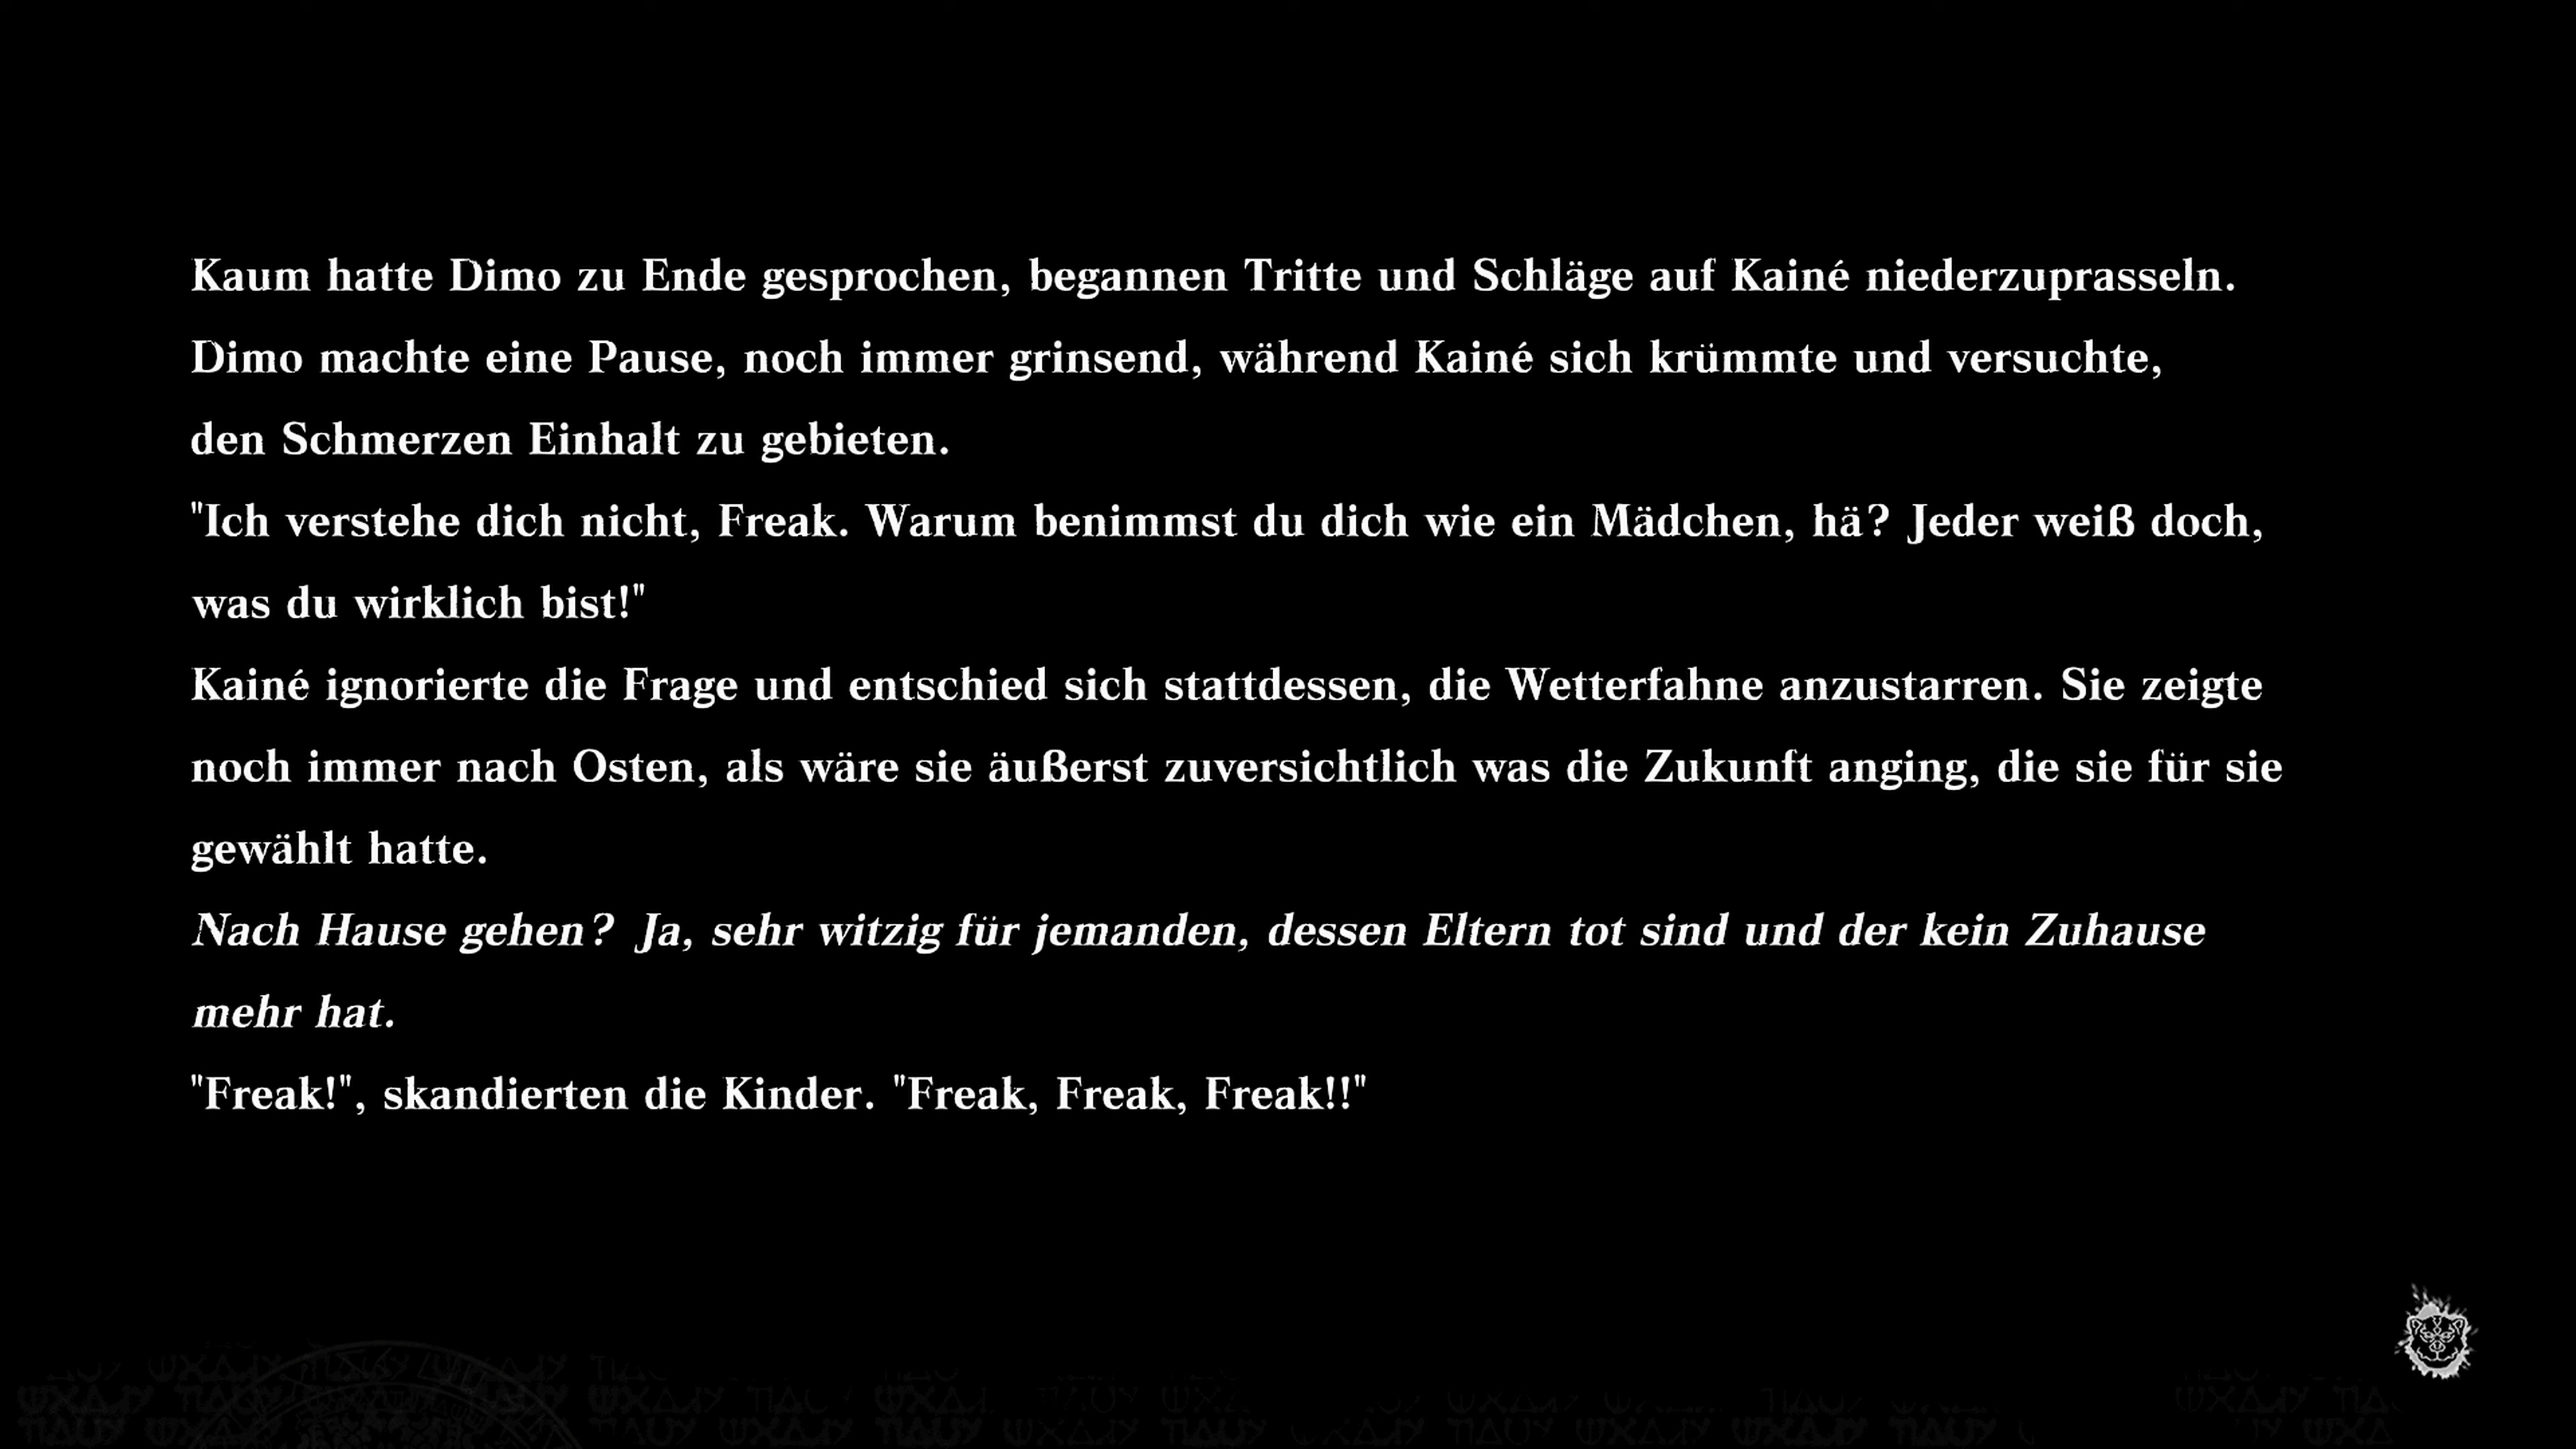 Kaum hatte Dimo zu Ende gesprochen, begannen Tritte und Schläge auf Kainé niederzuprasseln.
Dimo machte eine Pause, noch immer grinsend, während Kainé sich krümmte und versuchte,
den Schmerzen Einhalt zu gebieten.
"Ich verstehe dich nicht, Freak. Warum benimmst du dich wie ein Mädchen, hä? Jeder weiß doch,
was du wirklich bist!"
Kainé ignorierte die Frage und entschied sich stattdessen, die Wetterfahne anzustarren. Sie zeigte
noch immer nach Osten, als wäre sie äußerst zuversichtlich was die Zukunft anging, die sie für sie
gewählt hatte.
Nach Hause gehen? Ja, sehr witzig für jemanden, dessen Eltern tot sind und der kein Zuhause
mehr hat.
"Freak!", skandierten die Kinder. "Freak, Freak, Freak!!"